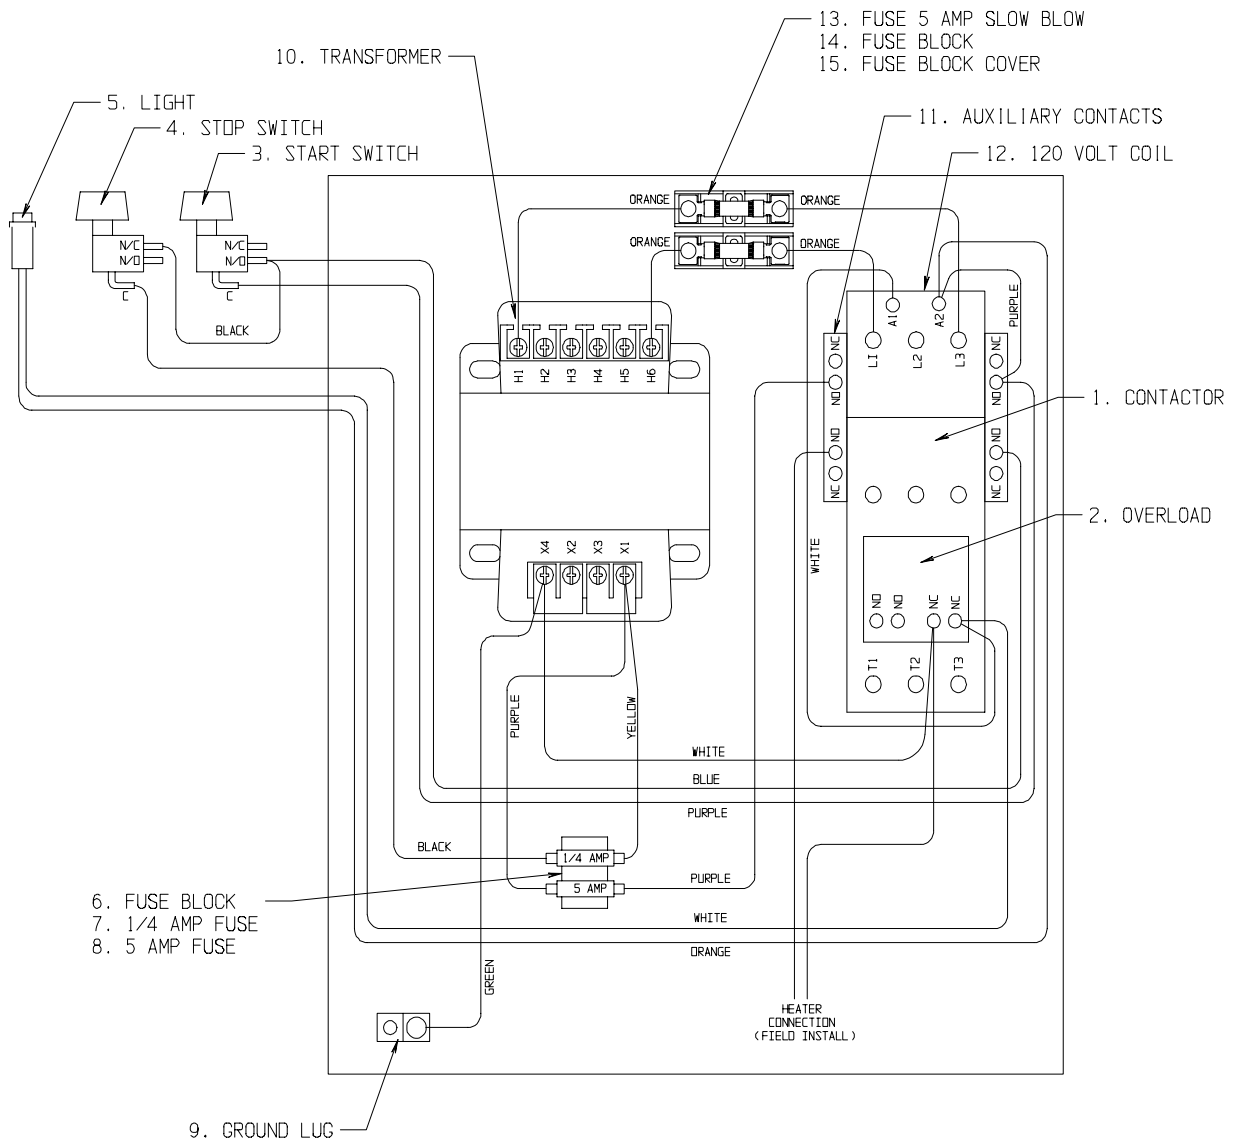 13. FUSE 5 AMP SLOW BLOW
14. FUSE BLOCK
15. FUSE BLOCK COVER
10. TRANSFORMER
5. LIGHT
4. STOP SWITCH
3. START SWITCH
11. AUXILIARY CONTACTS
12. 120 VOLT COIL
ORANGE
ORANGE
ORANGE
ORANGE
N/C
N/O
C
N/C
N/O
C
BLACK
PURPLE
A1
A2
L1
L2
L3
NC
NO
NO
NC
NC
NO
NO
NC
H1
H2
H3
H4
H5
H6
1. CONTACTOR
2. OVERLOAD
WHITE
X4
X2
X3
X1
NO
NO
NC
NC
T1
T2
T3
PURPLE
YELLOW
WHITE
BLUE
PURPLE
BLACK
1/4 AMP
5 AMP
PURPLE
6. FUSE BLOCK
7. 1/4 AMP FUSE
8. 5 AMP FUSE
WHITE
ORANGE
GREEN
HEATER
CONNECTION
(FIELD INSTALL)
9. GROUND LUG